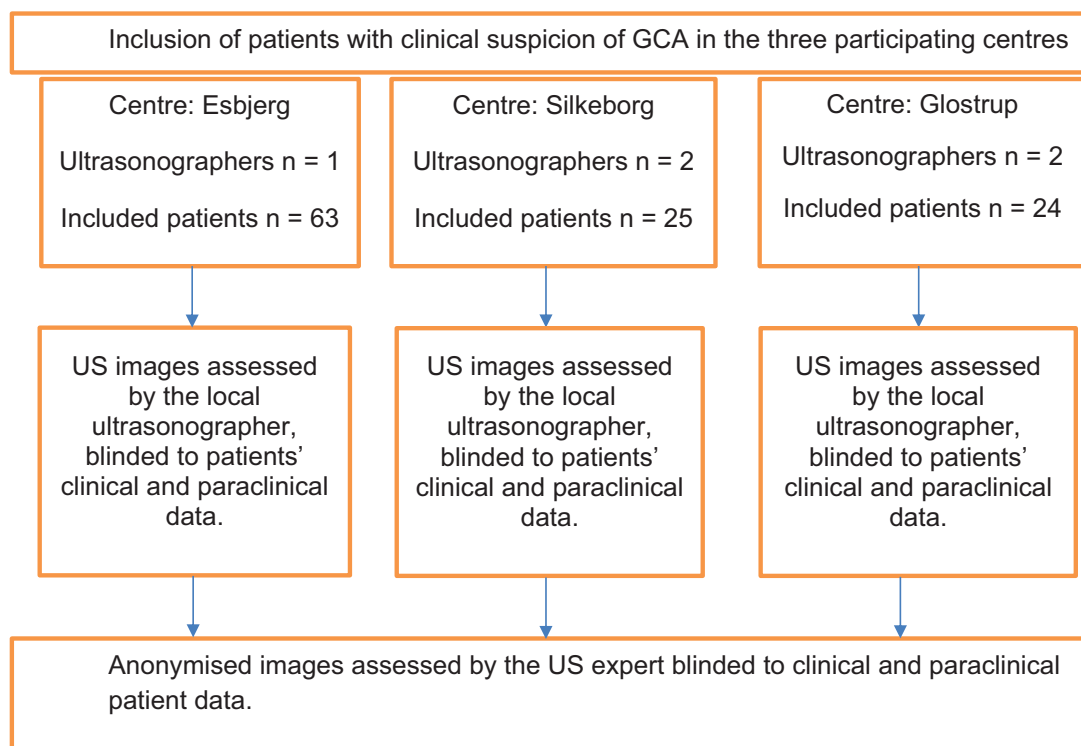 Inclusion of patients with clinical suspicion of GCA in the three participating centres
Centre: Esbjerg
Ultrasonographers n = 1
Included patients n = 63
Centre: Silkeborg
Ultrasonographers n = 2
Included patients n = 25
Centre: Glostrup
Ultrasonographers n = 2
Included patients n = 24
US images assessed
by the local
ultrasonographer,
blinded to patients’
clinical and paraclinical
data.
US images assessed
by the local
ultrasonographer,
blinded to patients’
clinical and paraclinical
data.
US images assessed
by the local
ultrasonographer,
blinded to patients’
clinical and paraclinical
data.
Anonymised images assessed by the US expert blinded to clinical and paraclinical
patient data.